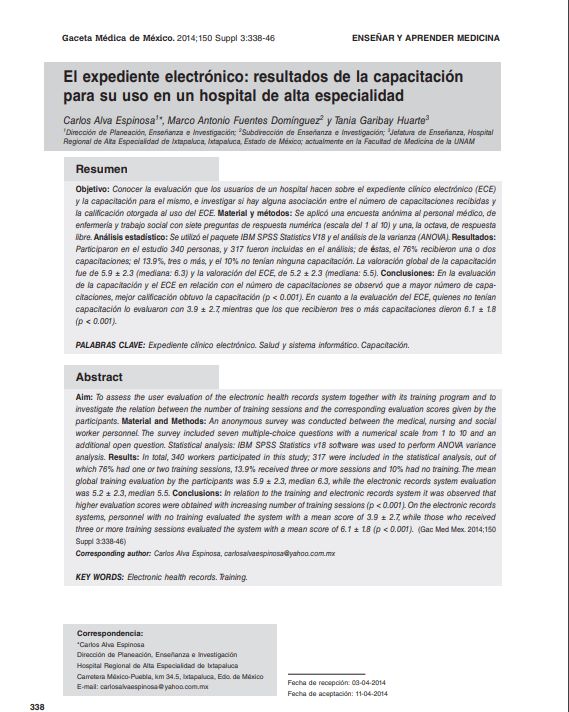 Gaceta Médica de México. 2014;150 Suppl 3:338-46
ENSEÑAR Y APRENDER MEDICINA
El expediente electrónico: resultados de la capacitación
para su uso en un hospital de alta especialidad
Carlos Alva Espinosa1*, Marco Antonio Fuentes Domínguez2 y Tania Garibay Huarte3
1Dirección de Planeación, Enseñanza e Investigación; 2Subdirección de Enseñanza e Investigación; 3Jefatura de Enseñanza, Hospital
Regional de Alta Especialidad de Ixtapaluca, Ixtapaluca, Estado de México; actualmente en la Facultad de Medicina de la UNAM
Resumen
Objetivo: Conocer la evaluación que los usuarios de un hospital hacen sobre el expediente clínico electrónico (ECE)
y la capacitación para el mismo, e investigar si hay alguna asociación entre el número de capacitaciones recibidas y
la calificación otorgada al uso del ECE. Material y métodos: Se aplicó una encuesta anónima al personal médico, de
enfermería y trabajo social con siete preguntas de respuesta numérica (escala del 1 al 10) y una, la octava, de respuesta
libre. Análisis estadístico: Se utilizó el paquete IBM SPSS Statistics V18 y el análisis de la varianza (ANOVA). Resultados:
Participaron en el estudio 340 personas, y 317 fueron incluidas en el análisis; de éstas, el 76% recibieron una o dos
capacitaciones; el 13.9%, tres o más, y el 10% no tenían ninguna capacitación. La valoración global de la capacitación
fue de 5.9 ± 2.3 (mediana: 6.3) y la valoración del ECE, de 5.2 ± 2.3 (mediana: 5.5). Conclusiones: En la evaluación
de la capacitación y el ECE en relación con el número de capacitaciones se observó que a mayor número de capa-
citaciones, mejor calificación obtuvo la capacitación (p < 0.001). En cuanto a la evaluación del ECE, quienes no tenían
capacitación lo evaluaron con 3.9 ± 2.7, mientras que los que recibieron tres o más capacitaciones dieron 6.1 ± 1.8
(p < 0.001).
PALABRAS CLAVE: Expediente clínico electrónico. Salud y sistema informático. Capacitación.
Abstract
Aim: To assess the user evaluation of the electronic health records system together with its training program and to
investigate the relation between the number of training sessions and the corresponding evaluation scores given by the
participants. Material and Methods: An anonymous survey was conducted between the medical, nursing and social
worker personnel. The survey included seven multiple-choice questions with a numerical scale from 1 to 10 and an
additional open question. Statistical analysis: IBM SPSS Statistics v18 software was used to perform ANOVA variance
analysis. Results: In total, 340 workers participated in this study; 317 were included in the statistical analysis, out of
which 76% had one or two training sessions, 13.9% received three or more sessions and 10% had no training. The mean
global training evaluation by the participants was 5.9 ± 2.3, median 6.3, while the electronic records system evaluation
was 5.2 ± 2.3, median 5.5. Conclusions: In relation to the training and electronic records system it was observed that
higher evaluation scores were obtained with increasing number of training sessions (p < 0.001). On the electronic records
systems, personnel with no training evaluated the system with a mean score of 3.9 ± 2.7, while those who received
three or more training sessions evaluated the system with a mean score of 6.1 ± 1.8 (p < 0.001). (Gac Med Mex. 2014;150
Suppl 3:338-46)
Corresponding author: Carlos Alva Espinosa, carlosalvaespinosa@yahoo.com.mx
KEY WORDS: Electronic health records. Training.
Correspondencia:
*Carlos Alva Espinosa
Dirección de Planeación, Enseñanza e Investigación
Hospital Regional de Alta Especialidad de Ixtapaluca
Carretera México-Puebla, km 34.5, Ixtapaluca, Edo. de México
E-mail: carlosalvaespinosa@yahoo.com.mx
Fecha de recepción: 03-04-2014
Fecha de aceptación: 11-04-2014
338